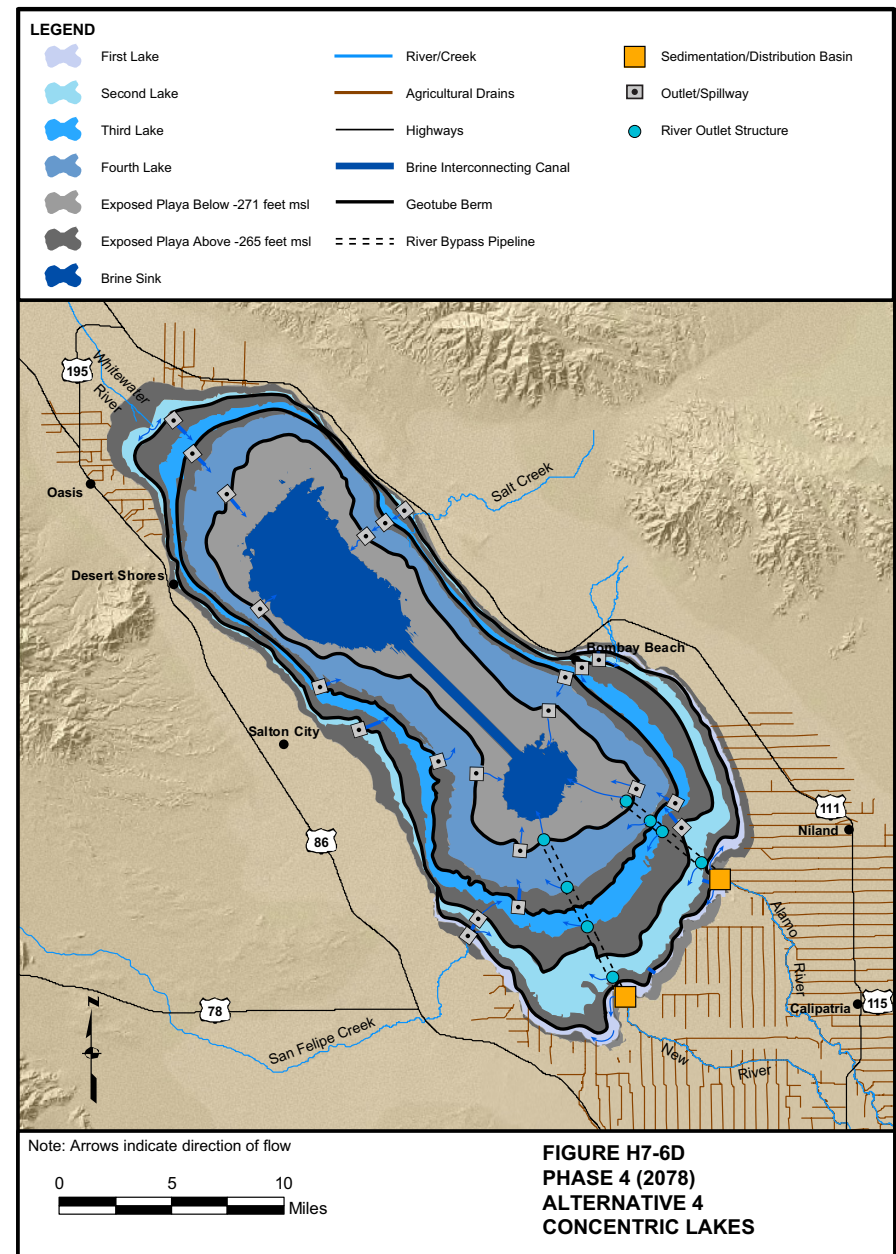 LEGEND
First Lake
Second Lake
Third Lake
Fourth Lake
Exposed Playa Below -271 feet msl
Exposed Playa Above -265 feet msl
Brine Sink
River/Creek
Agricultural Drains
Highways
Brine Interconnecting Canal
Geotube Berm
River Bypass Pipeline
Sedimentation/Distribution Basin
Outlet/Spillway
River Outlet Structure
195
Whitewater
River
Oasis
Salt Creek
Desert Shores
Bombay Beach
Salton City
86
111
Niland
Alamo
River
78
115
Calipatria
San Felipe Creek
New
River
N
Note: Arrows indicate direction of flow
0 5 10
Miles
FIGURE H7-6D
PHASE 4 (2078)
ALTERNATIVE 4
CONCENTRIC LAKES